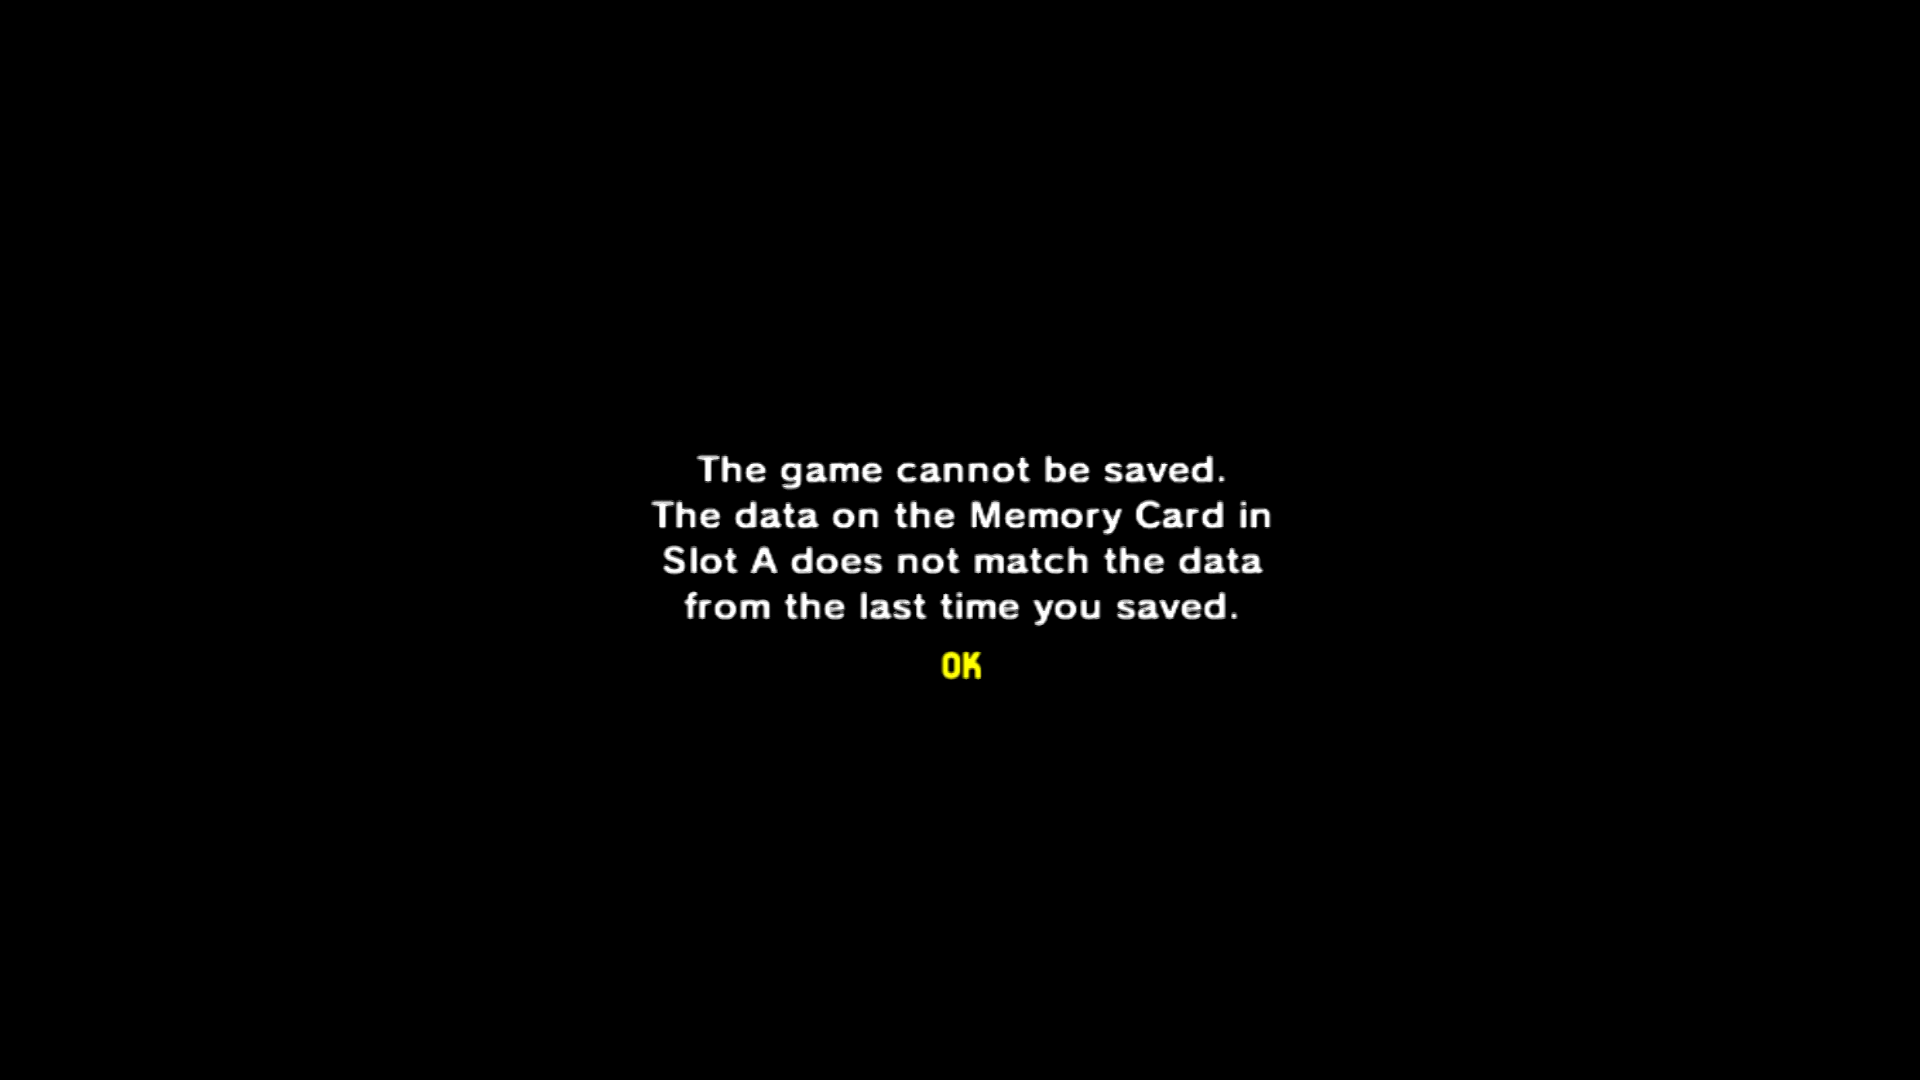 The game cannot be saved.
The data on the Memory Card in
Slot A does not match the data
from the last time you saved.
OK